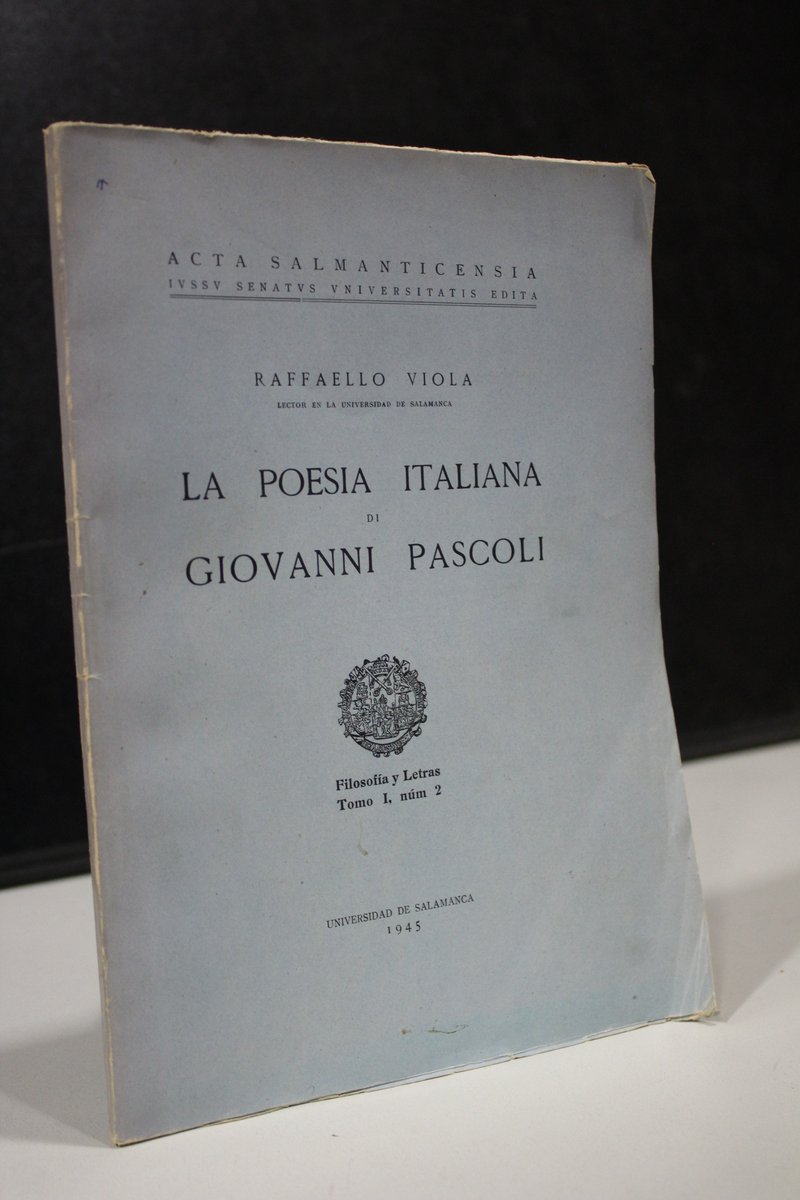 ACTA SALMANTICENSIA
IVSSV SENATVS VNIVERSITATIS EDITA
RAFFAELLO VIOLA
LECTOR EN LA UNIVERSIDAD DE SALAMANCA
LA POESIA ITALIANA
DI
GIOVANNI PASCOLI
Filosofía y Letras
Tomo I, núm 2
UNIVERSIDAD DE SALAMANCA
1945